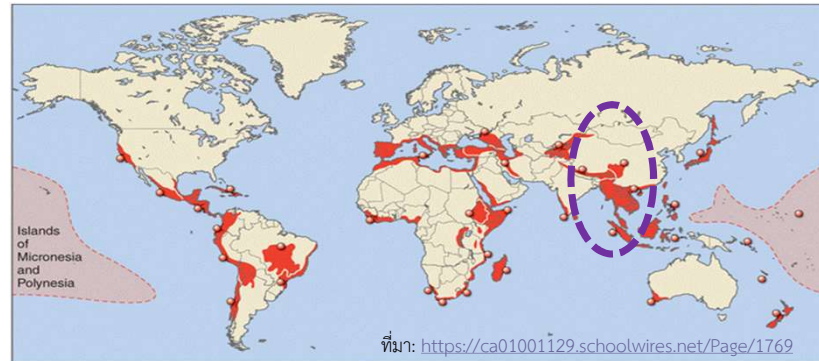 Islands
of
Micronesia
and
Polynesia
ที่มา: https://ca01001129.schoolwires.net/Page/1769